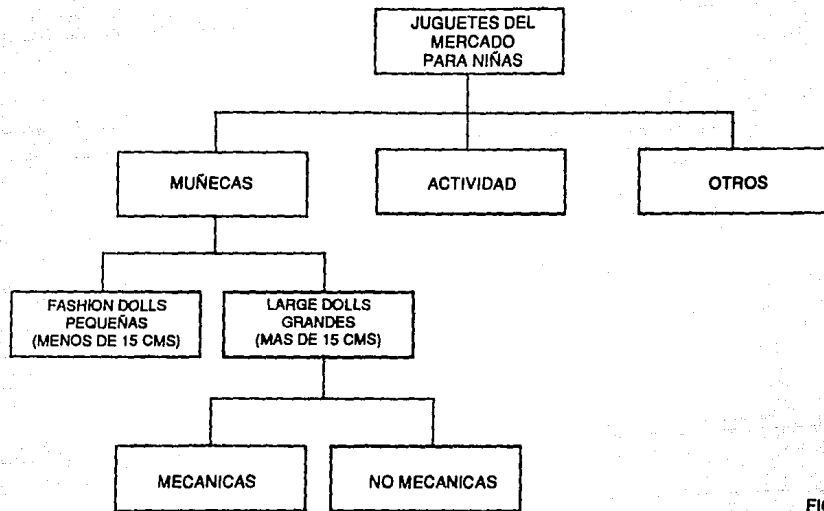 JUGUETES DEL
MERCADO
PARA NIÑAS
MUÑECAS
ACTIVIDAD
OTROS
FASHION DOLLS
PEQUEÑAS
(MENOS DE 15 CMS)
LARGE DOLLS
GRANDES
(MAS DE 15 CMS)
MECANICAS
NO MECANICAS